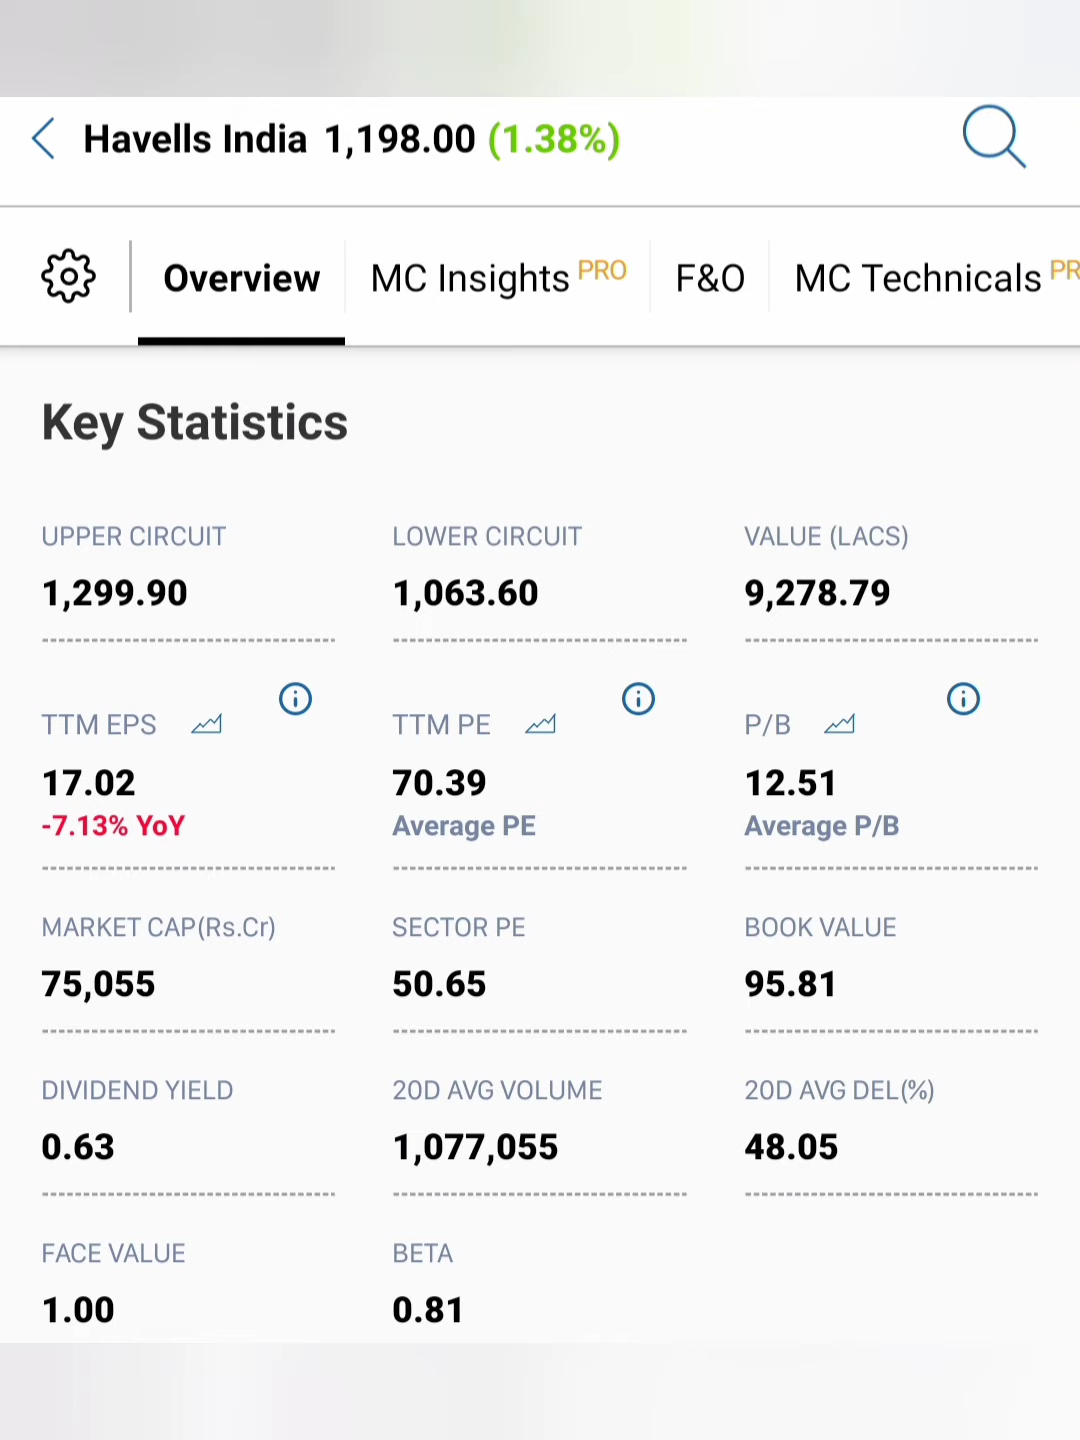 Havells India 1,198.00 (1.38%)
Overview MC Insights PRO F&O MC Technicals PR
Key Statistics
UPPER CIRCUIT LOWER CIRCUIT VALUE (LACS)
1,299.90 1,063.60 9,278.79
TTM EPS TTM PE P/B
17.02 70.39 12.51
-7.13% YoY Average PE Average P/B
MARKET CAP(Rs.Cr) SECTOR PE BOOK VALUE
75,055 50.65 95.81
DIVIDEND YIELD 20D AVG VOLUME 20D AVG DEL(%)
0.63 1,077,055 48.05
FACE VALUE BETA
1.00 0.81